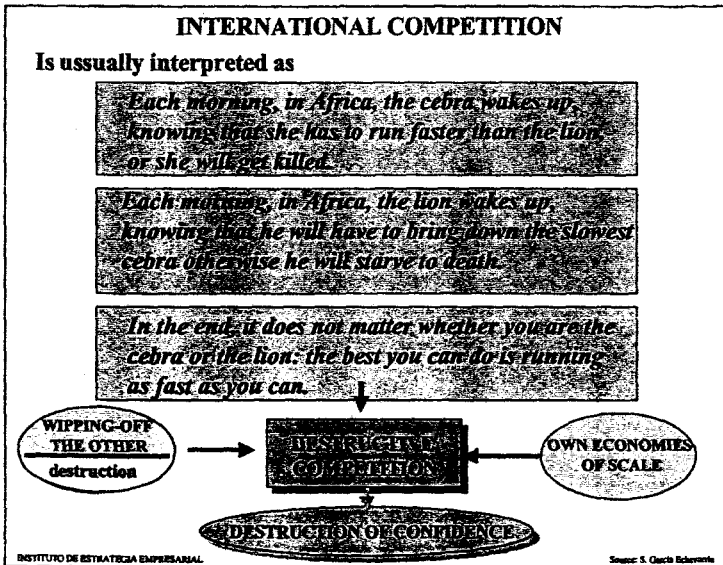 INTERNATIONAL COMPETITION
Is ussually interpreted as
Each morning, in Africa, the cebra wakes up,
knowing that she has to run faster than the lion,
or she will get killed.
Each morning, in Africa, the lion wakes up,
knowing that he will have to bring down the slowest
cebra otherwise he will starve to death.
In the end, it does not matter whether you are the
cebra or the lion: the best you can do is running
as fast as you can.
WIPPING-OFF
THE OTHER
destruction
DESTRUCTIVE
COMPETITION
OWN ECONOMIES
OF SCALE
DESTRUCTION OF CONFIDENCE
INSTITUTO DE ESTRATEGIA EMPRESARIAL
Source: S. García Echevarría